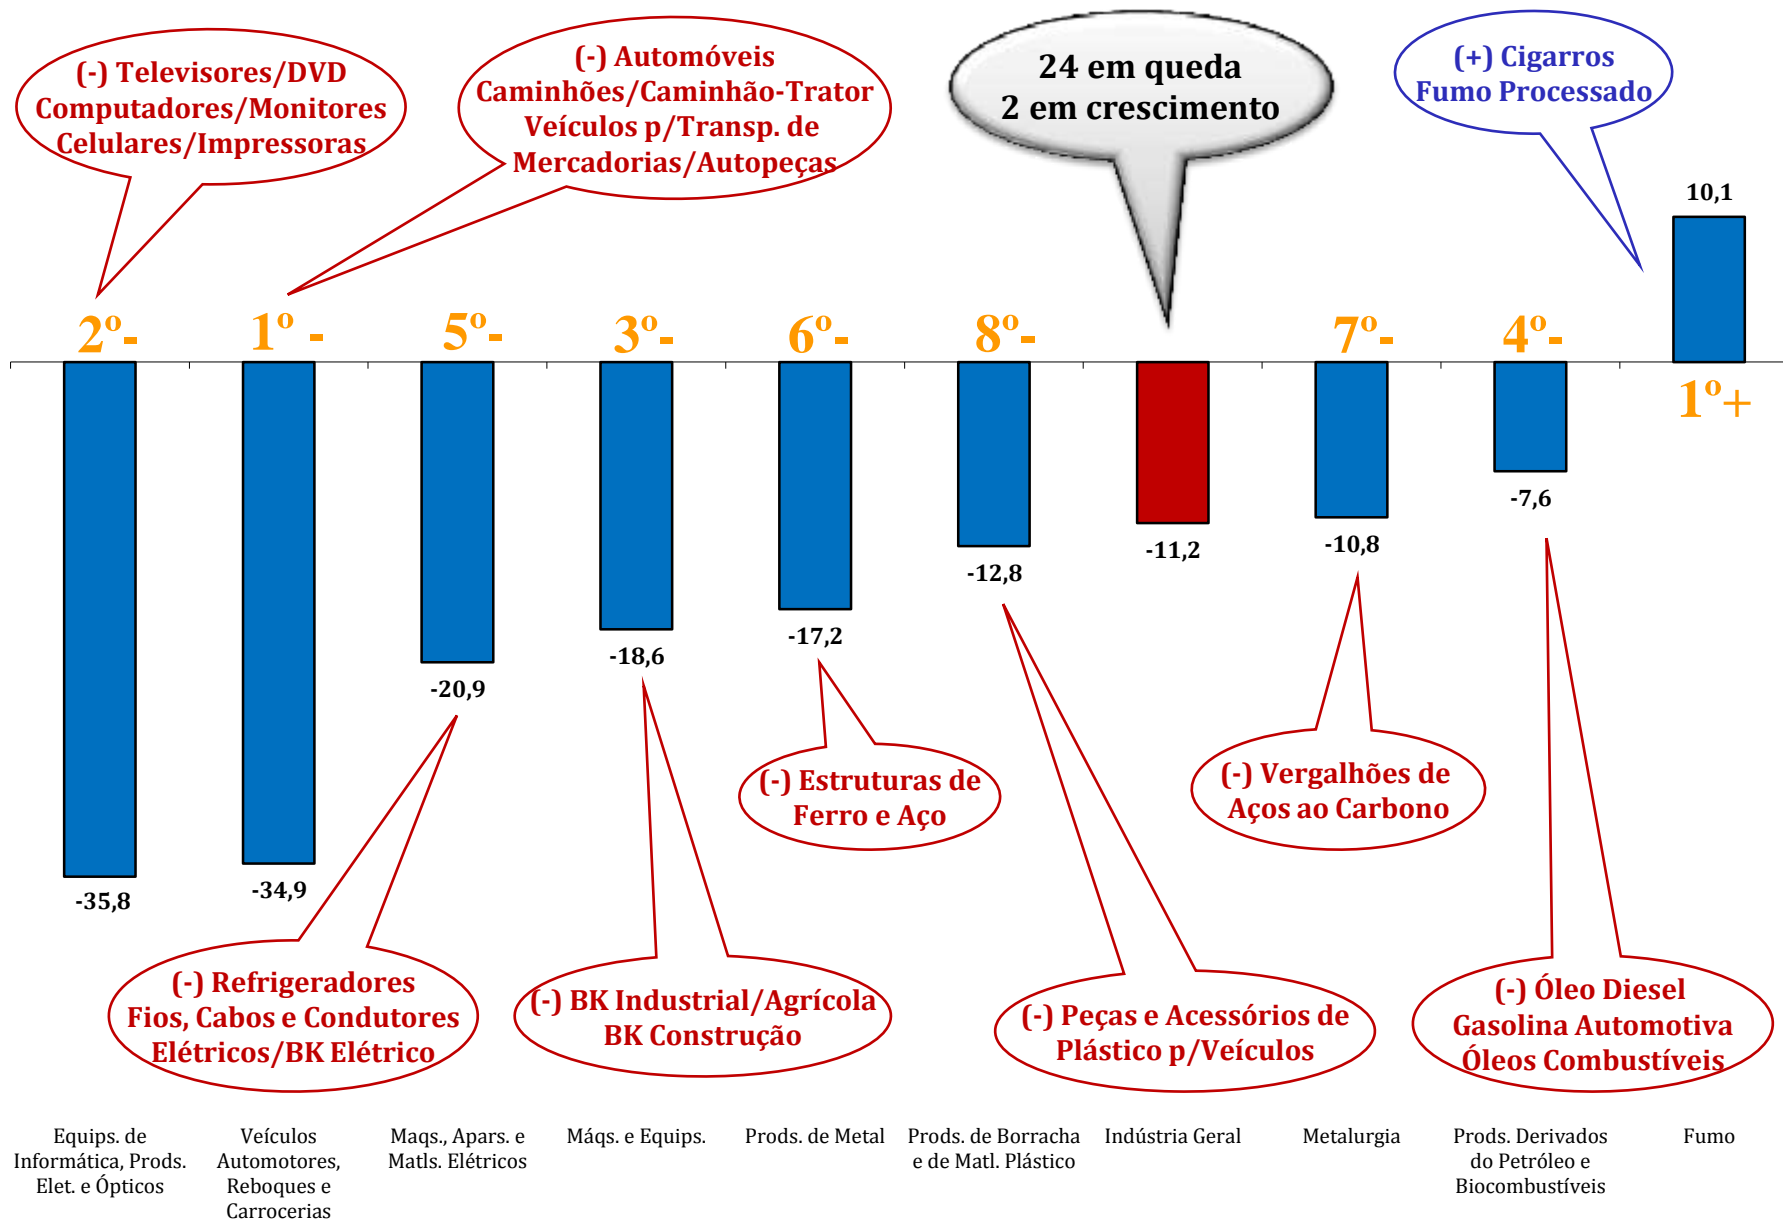 (-) Televisores/DVD
Computadores/Monitores
Celulares/Impressoras
(-) Automóveis
Caminhões/Caminhão-Trator
Veículos p/Transp. de
Mercadorias/Autopeças
24 em queda
2 em crescimento
(+) Cigarros
Fumo Processado
10,1
2º-
1º -
5º-
3º-
6º-
8º-
7º-
4º-
1º+
-35,8
-34,9
-20,9
-18,6
-17,2
-12,8
-11,2
-10,8
-7,6
(-) Estruturas de
Ferro e Aço
(-) Vergalhões de
Aços ao Carbono
(-) Refrigeradores
Fios, Cabos e Condutores
Elétricos/BK Elétrico
(-) BK Industrial/Agrícola
BK Construção
(-) Peças e Acessórios de
Plástico p/Veículos
(-) Óleo Diesel
Gasolina Automotiva
Óleos Combustíveis
Equips. de
Informática, Prods.
Elet. e Ópticos
Veículos
Automotores,
Reboques e
Carrocerias
Maqs., Apars. e
Matls. Elétricos
Máqs. e Equips.
Prods. de Metal
Prods. de Borracha
e de Matl. Plástico
Indústria Geral
Metalurgia
Prods. Derivados
do Petróleo e
Biocombustíveis
Fumo